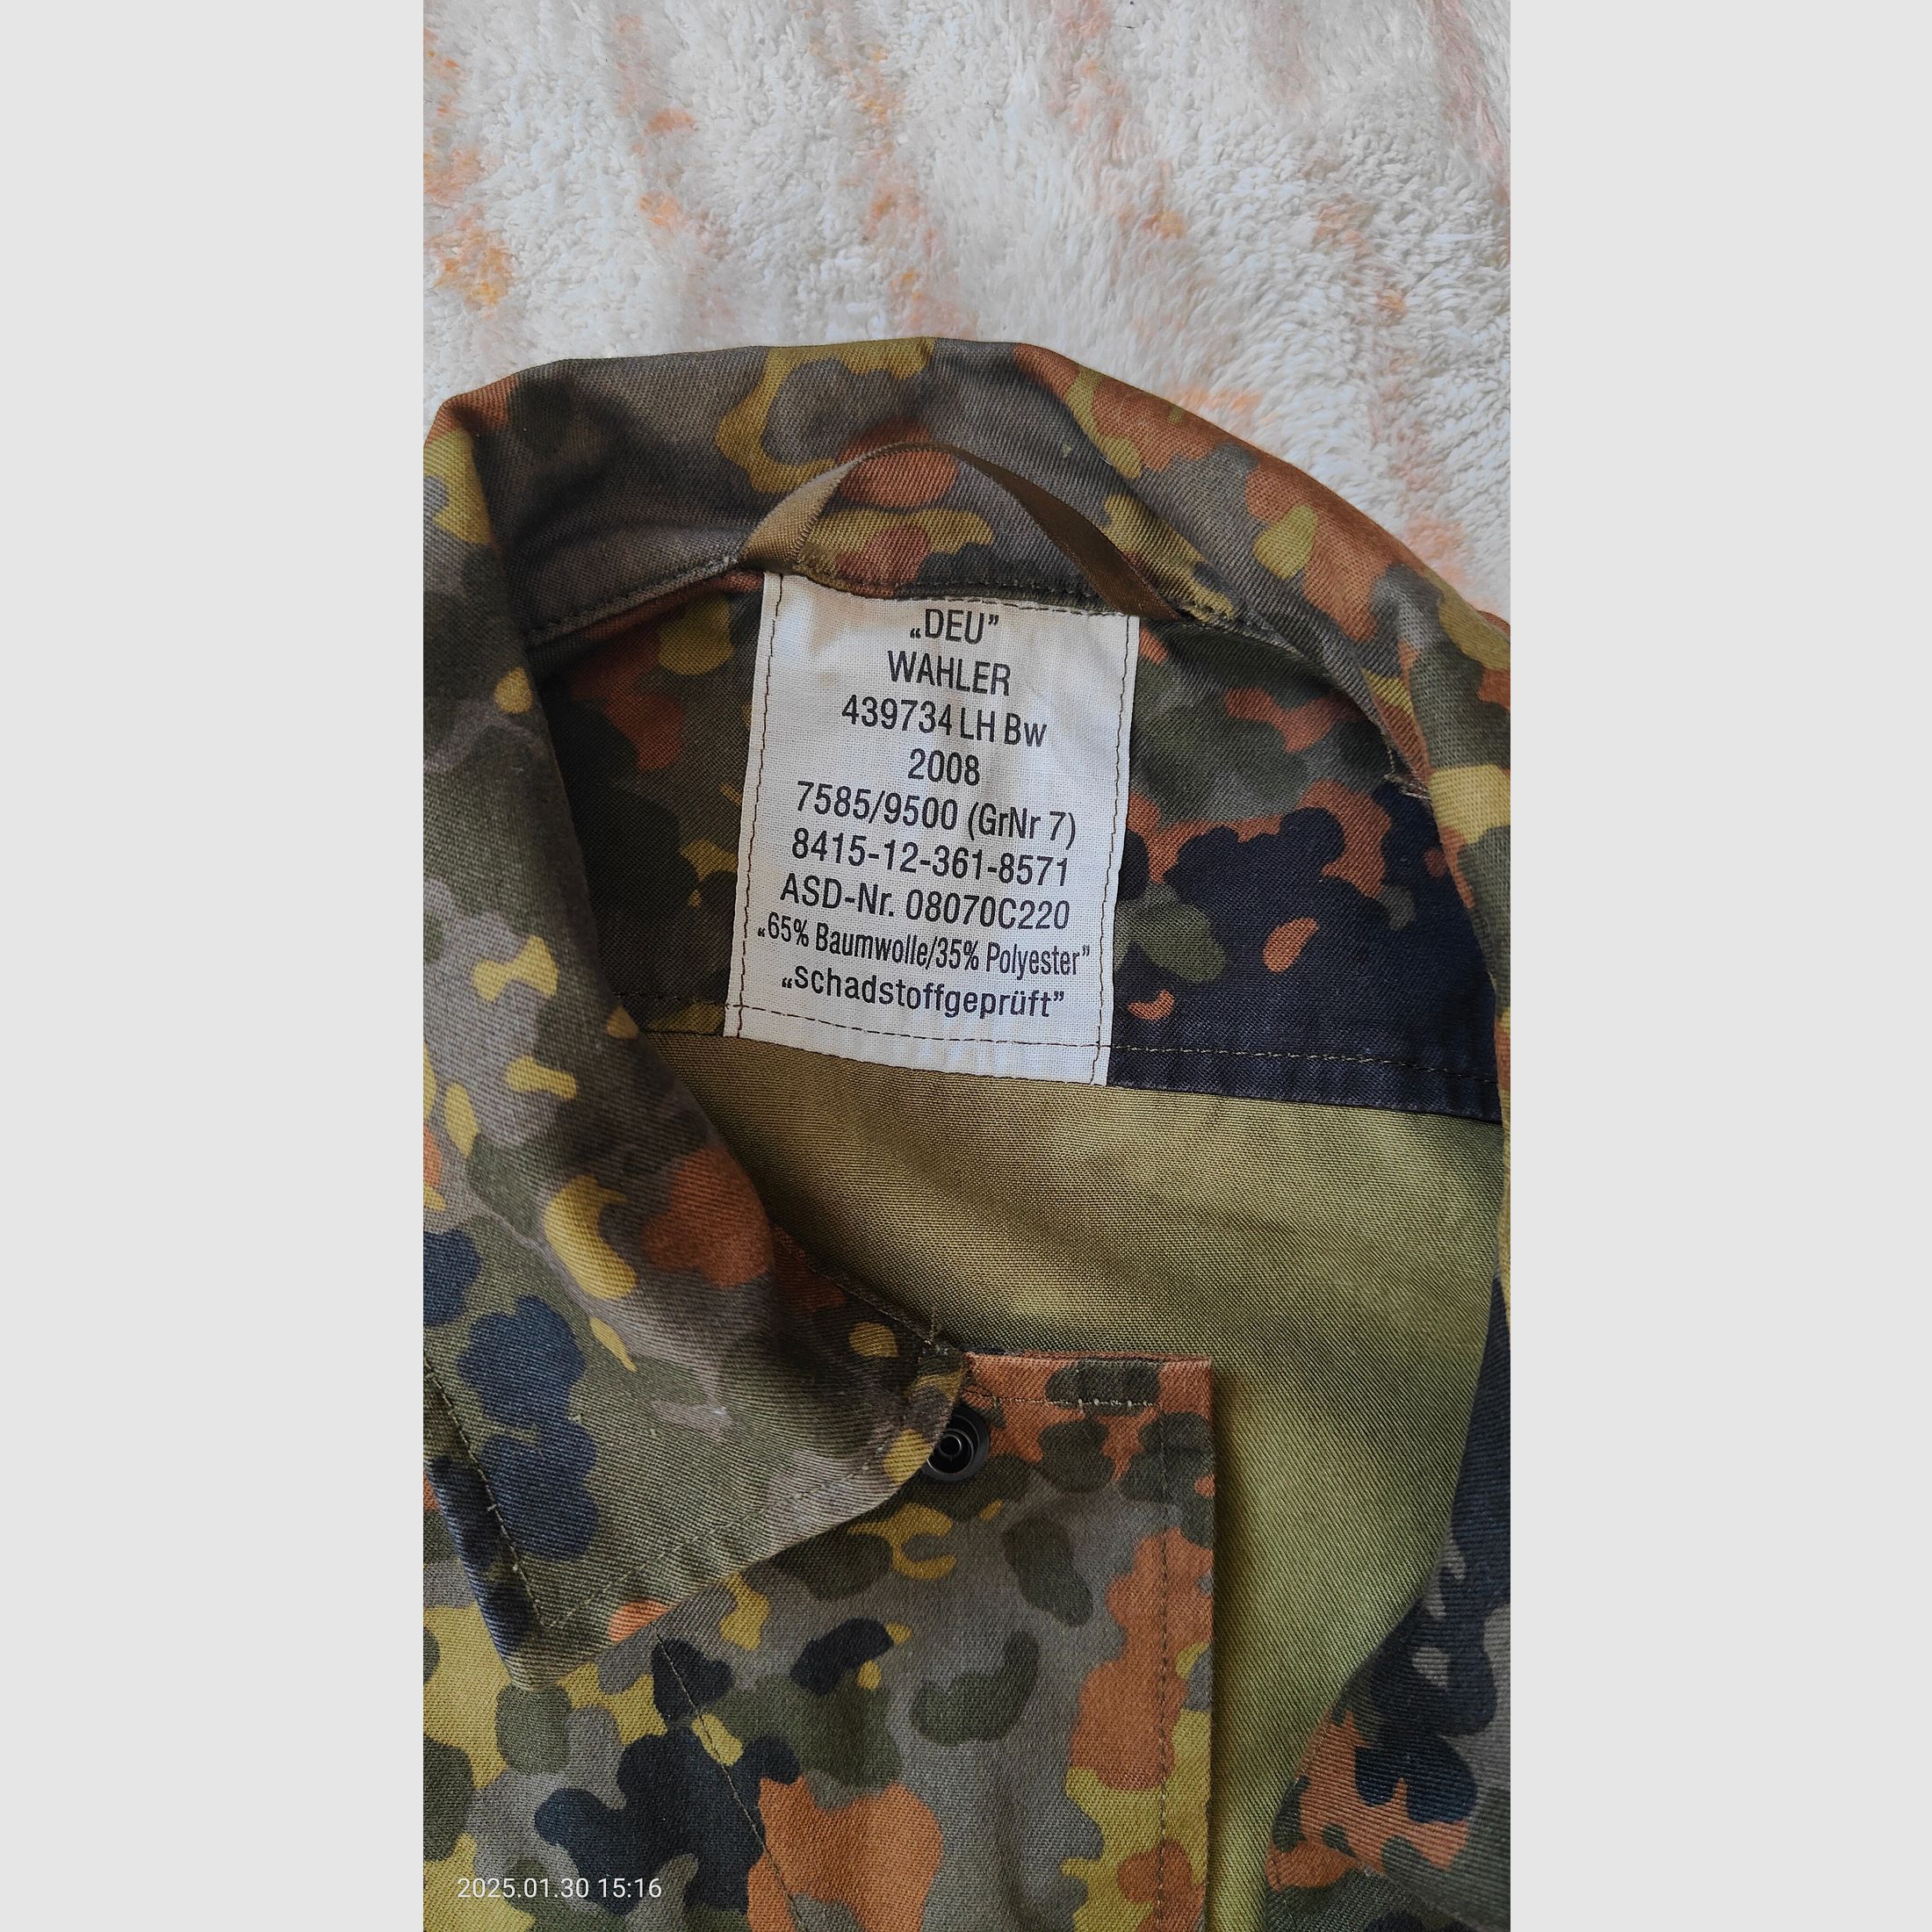 „DEU”
WAHLER
439734 LH Bw
2008
7585/9500 (GrNr 7)
8415-12-361-8571
ASD-Nr. 08070C220
„65% Baumwolle/35% Polyester”
„schadstoffgeprüft”
2025.01.30 15:16